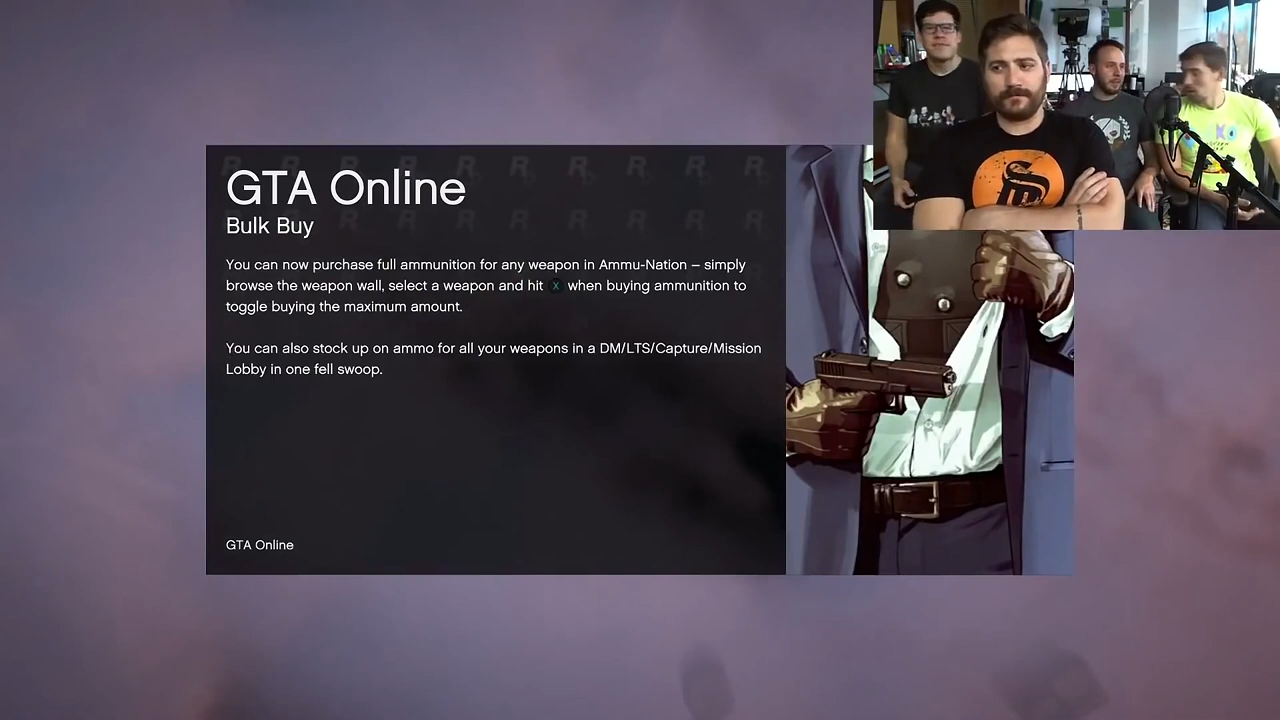 GTA Online
Bulk Buy
You can now purchase full ammunition for any weapon in Ammu-Nation – simply
browse the weapon wall, select a weapon and hit X when buying ammunition to
toggle buying the maximum amount.
You can also stock up on ammo for all your weapons in a DM/LTS/Capture/Mission
Lobby in one fell swoop.
GTA Online